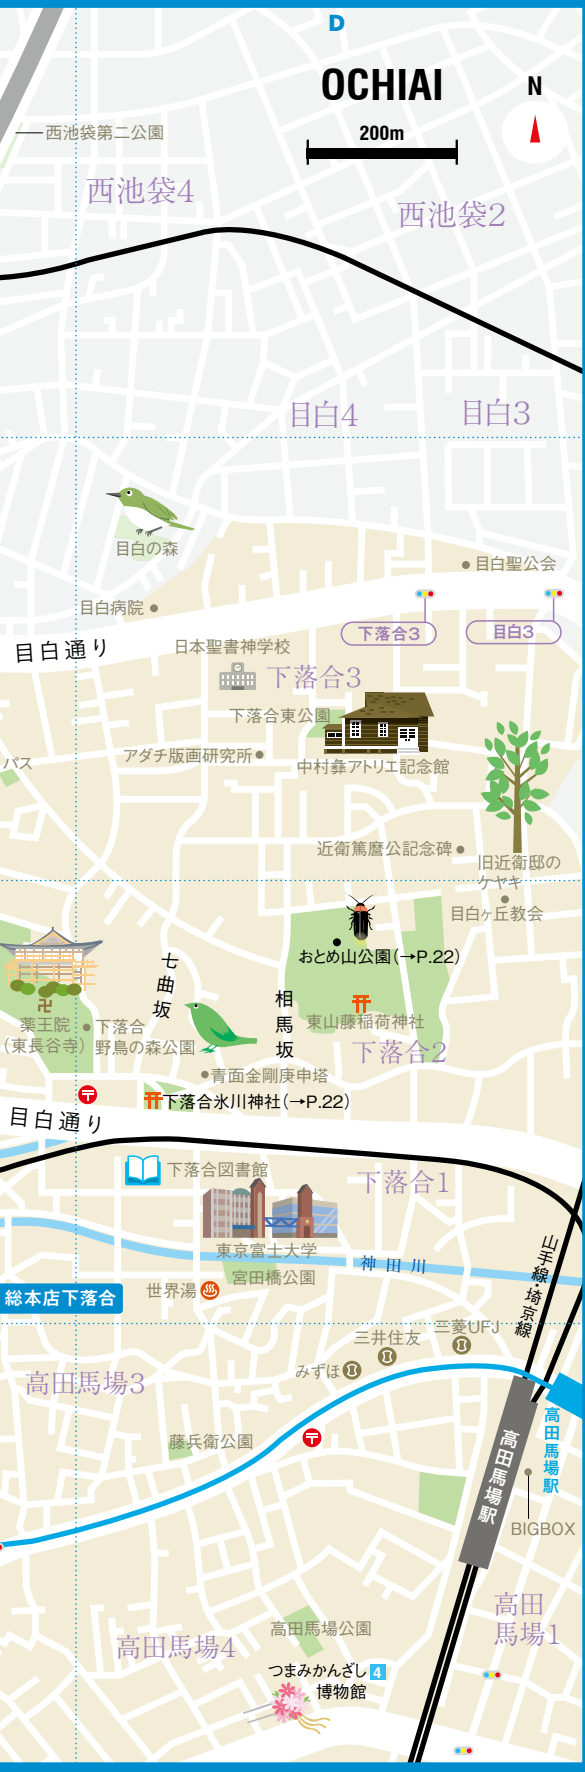 D
OCHIAI
N
200m
西池袋第二公園
西池袋4
西池袋2
目白4
目白3
目白の森
目白聖公会
目白病院
下落合3
目白3
目白通り
日本聖書神学校
下落合3
下落合東公園
アダチ版画研究所
パス
中村彝アトリエ記念館
近衛篤麿公記念碑
旧近衛邸の
ケヤキ
目白ヶ丘教会
おとめ山公園(→P.22)
七曲坂
相馬坂
東山藤稲荷神社
薬王院
(東長谷寺)
下落合
野鳥の森公園
下落合2
青面金剛庚申塔
下落合氷川神社(→P.22)
目白通り
下落合図書館
下落合1
東京富士大学
神田川
宮田橋公園
世界湯
山手線・埼京線
総本店下落合
三菱UFJ
三井住友
みずほ
高田馬場3
藤兵衛公園
高田馬場駅
高田馬場駅
BIGBOX
高田
馬場1
高田馬場公園
高田馬場4
つまみかんざし 4
博物館